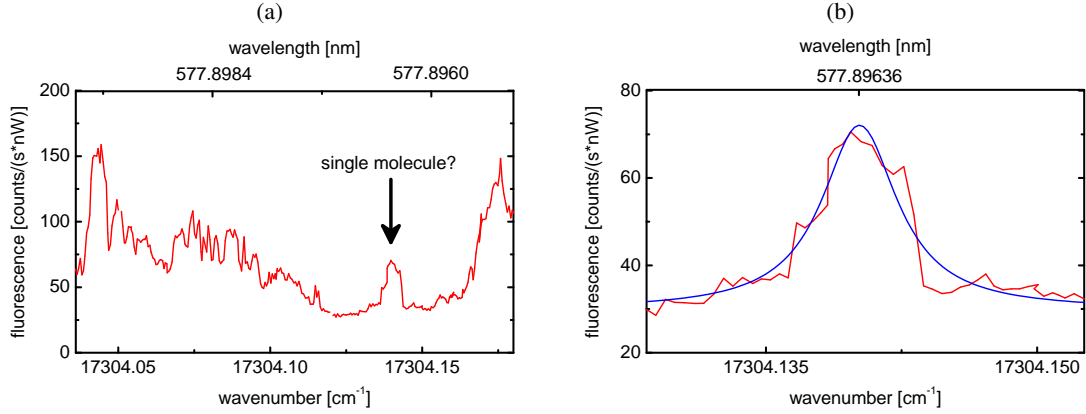 (a)
wavelength [nm]
577.8984 577.8960
200
150
100
50
0
fluorescence [counts/(s*nW)]
single molecule?
17304.05 17304.10 17304.15
wavenumber [cm⁻¹]
(b)
wavelength [nm]
577.89636
80
60
40
20
fluorescence [counts/(s*nW)]
17304.135 17304.150
wavenumber [cm⁻¹]